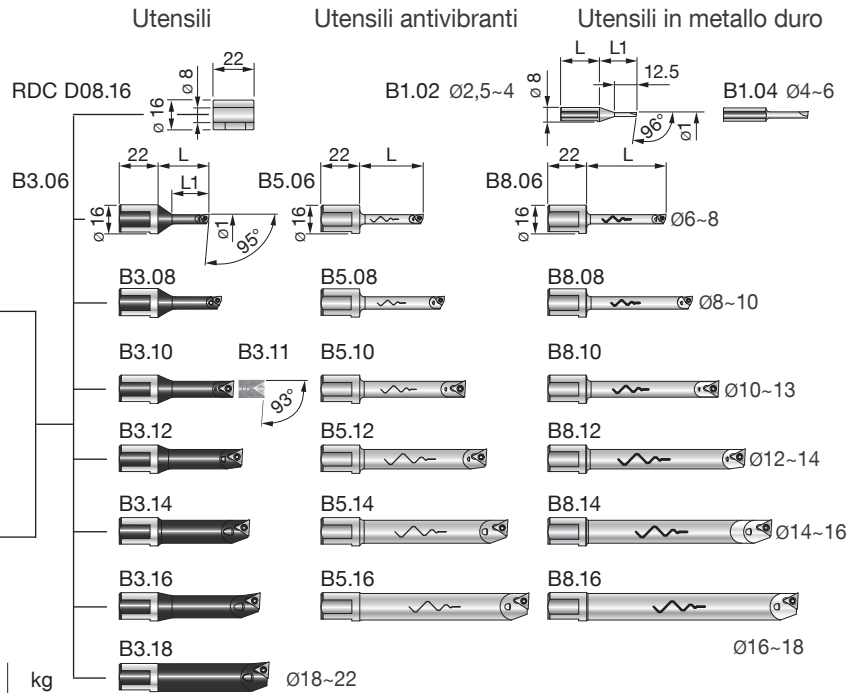 Utensili
Utensili antivibranti
Utensili in metallo duro
RDC D08.16
22
ø 8
ø 16
B1.02 Ø2,5~4
L
L1
12.5
ø 8
96°
ø1
B1.04 Ø4~6
B3.06
22
L
L1
ø 16
ø1
95°
B5.06
22
L
ø 16
B8.06
22
L
ø 16
Ø6~8
B3.08
B5.08
B8.08
Ø8~10
B3.10
B3.11
93°
B5.10
B8.10
Ø10~13
B3.12
B5.12
B8.12
Ø12~14
B3.14
B5.14
B8.14
Ø14~16
B3.16
B5.16
B8.16
Ø16~18
B3.18
Ø18~22
kg